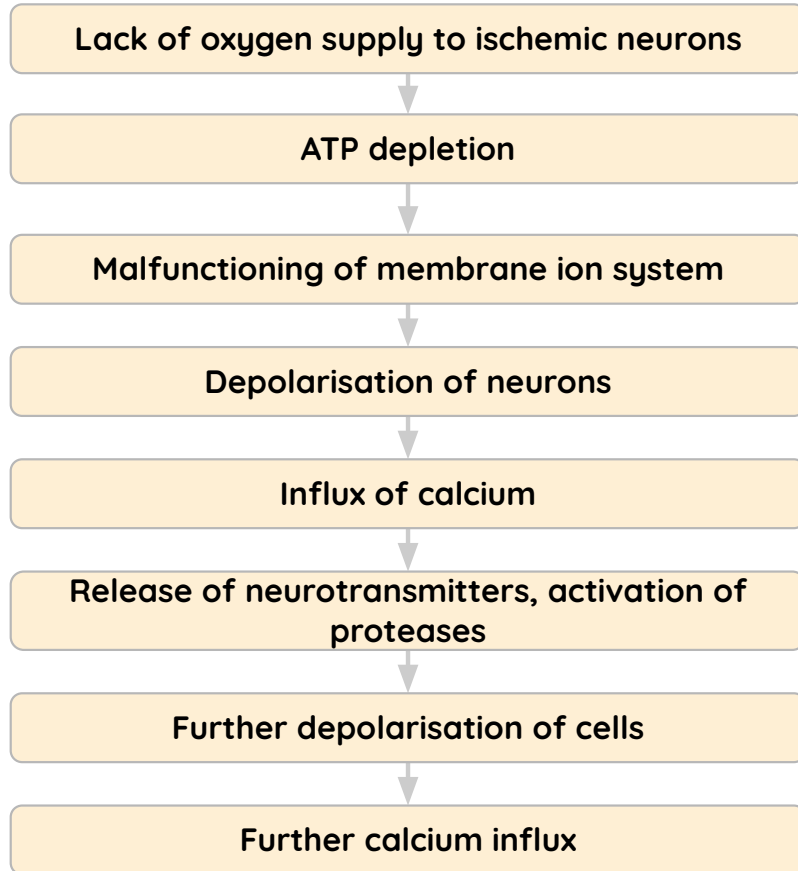 Lack of oxygen supply to ischemic neurons
ATP depletion
Malfunctioning of membrane ion system
Depolarisation of neurons
Influx of calcium
Release of neurotransmitters, activation of
proteases
Further depolarisation of cells
Further calcium influx